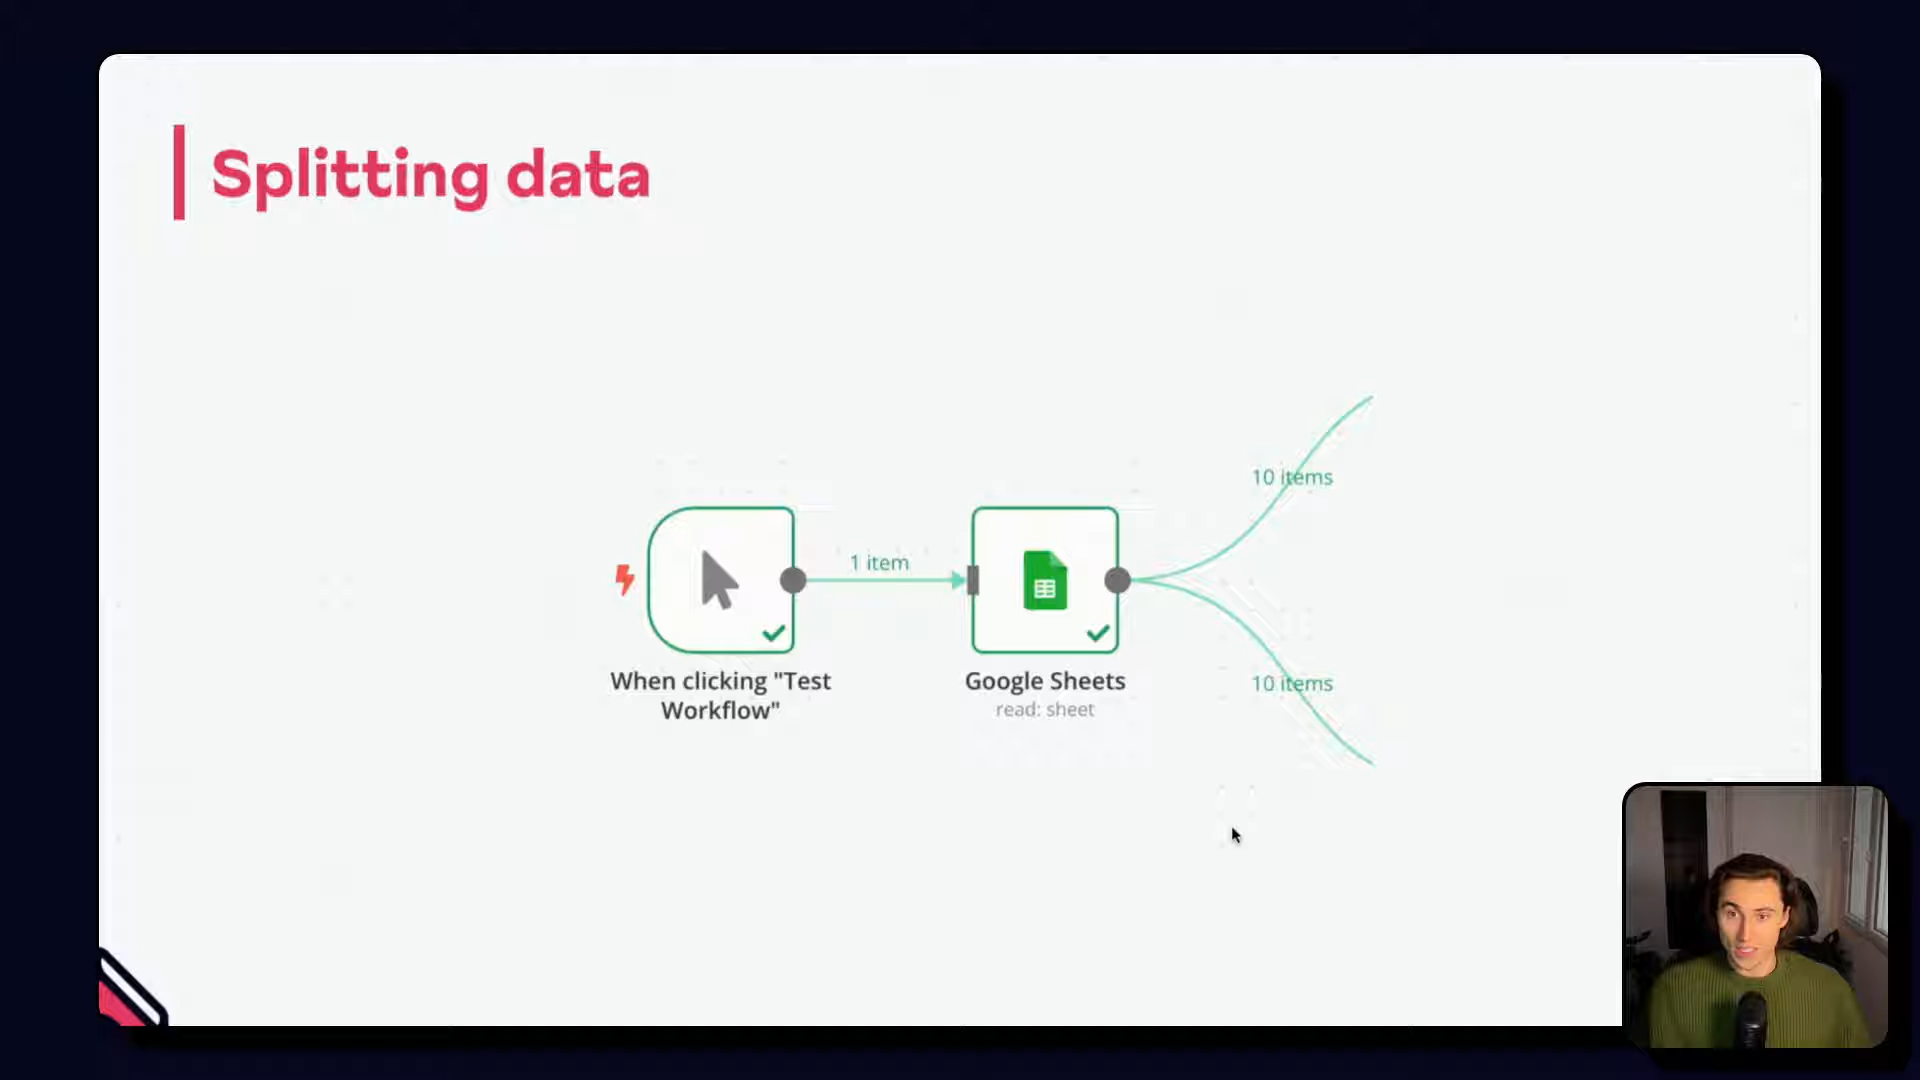 Splitting data
10 items
1 item
10 items
When clicking "Test
Workflow"
Google Sheets
read: sheet